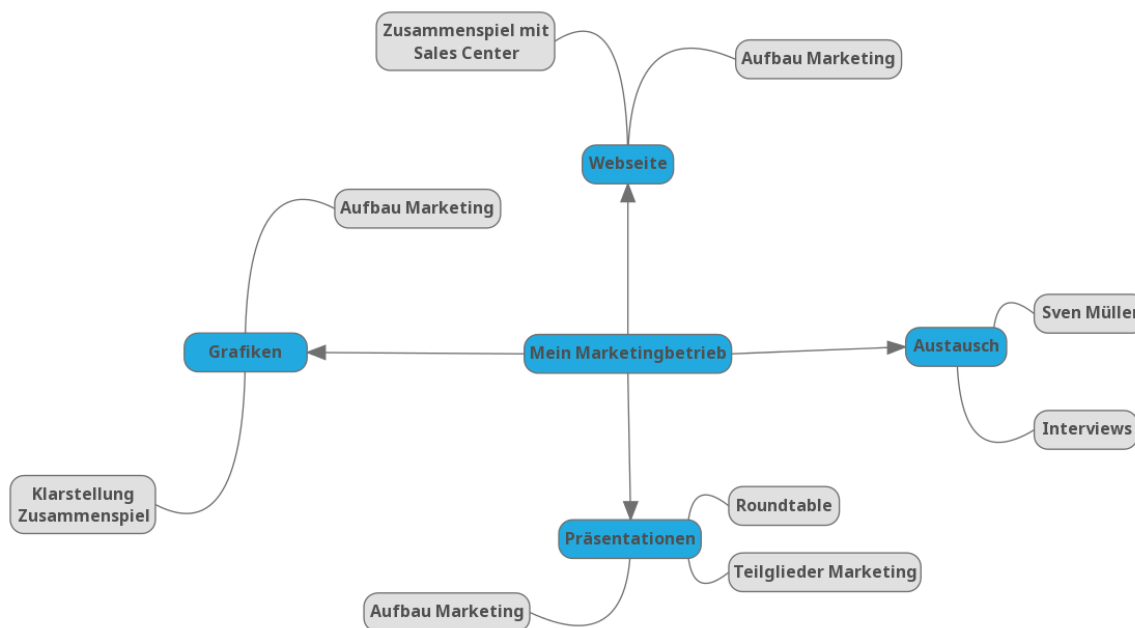 Zusammenspiel mit
Sales Center
Aufbau Marketing
Webseite
Aufbau Marketing
Sven Müller
Grafiken
Mein Marketingbetrieb
Austausch
Interviews
Klarstellung
Zusammenspiel
Roundtable
Präsentationen
Teilglieder Marketing
Aufbau Marketing